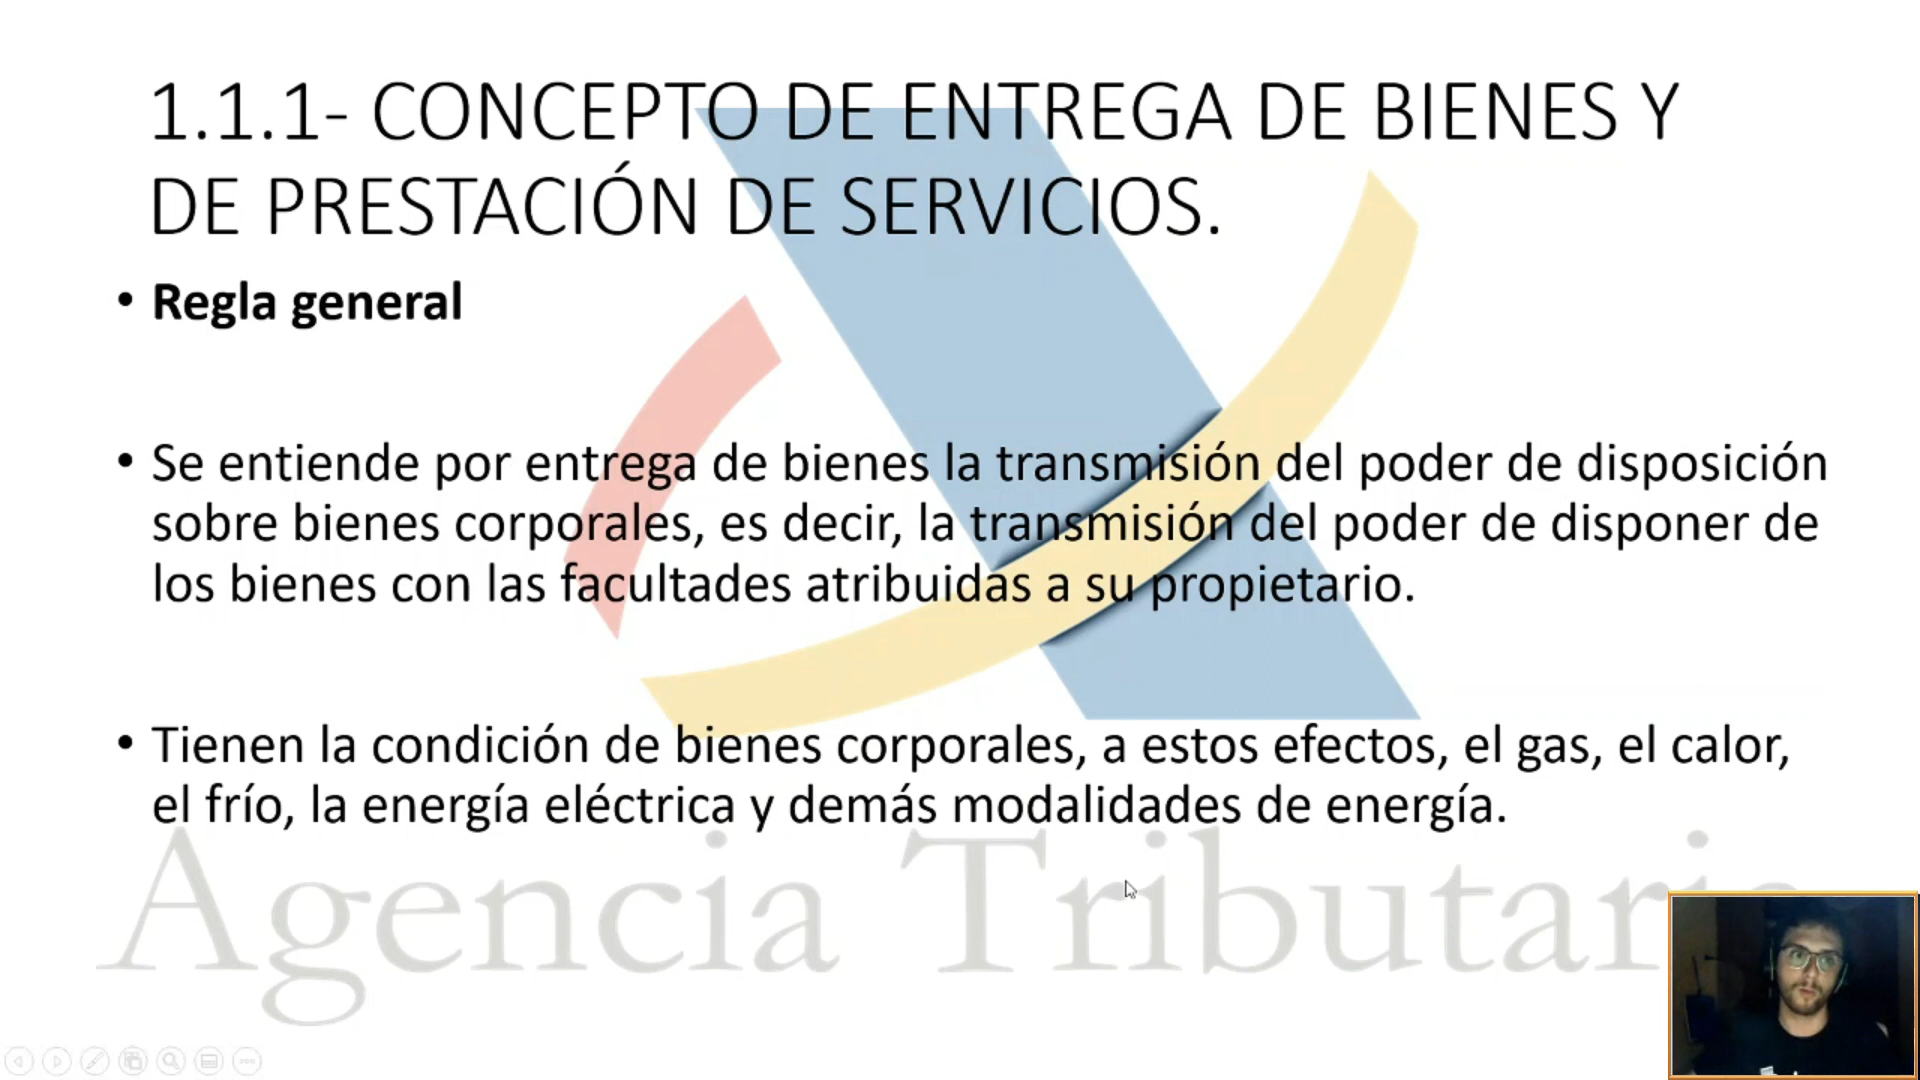 1.1.1- CONCEPTO DE ENTREGA DE BIENES Y
DE PRESTACIÓN DE SERVICIOS.
• Regla general
• Se entiende por entrega de bienes la transmisión del poder de disposición
sobre bienes corporales, es decir, la transmisión del poder de disponer de
los bienes con las facultades atribuidas a su propietario.
• Tienen la condición de bienes corporales, a estos efectos, el gas, el calor,
el frío, la energía eléctrica y demás modalidades de energía.
Agencia Tributaria